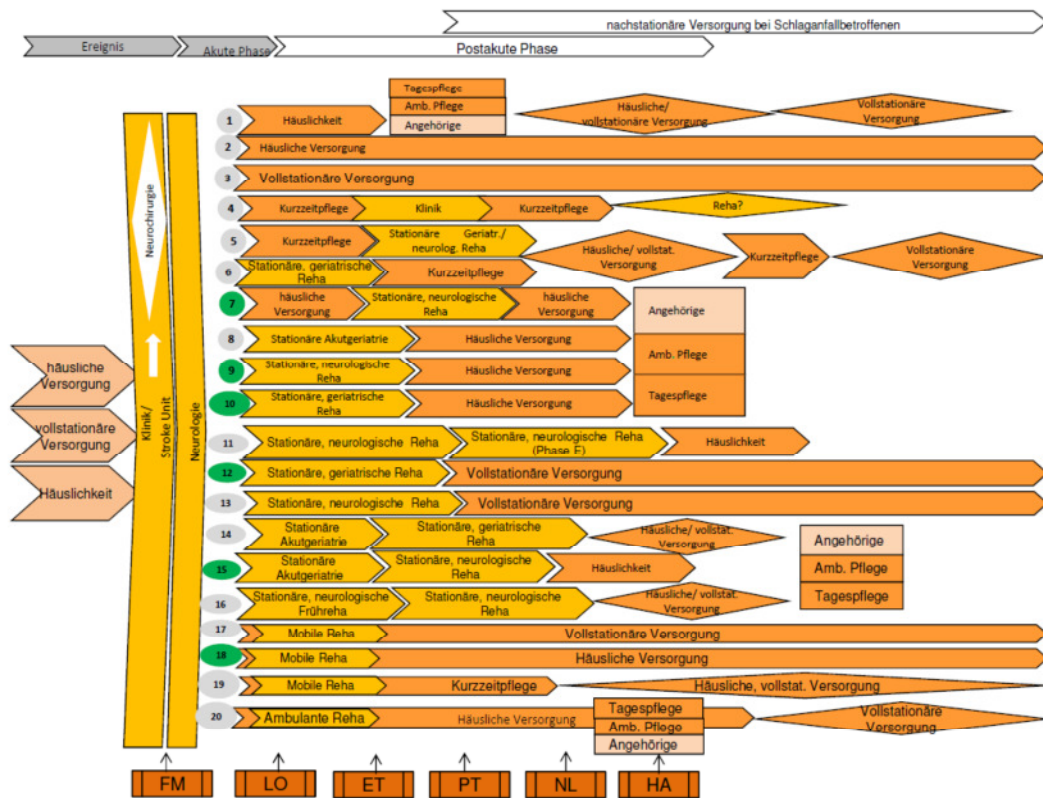 nachstationäre Versorgung bei Schlaganfallbetroffenen
Ereignis
Akute Phase
Postakute Phase
Neurochirurgie
Klinik/
Stroke Unit
Neurologie
häusliche
Versorgung
vollstationäre
Versorgung
Häuslichkeit
1
Häuslichkeit
Tagespflege
Amb. Pflege
Angehörige
Häusliche/
vollstationäre Versorgung
Vollstationäre
Versorgung
2
Häusliche Versorgung
3
Vollstationäre Versorgung
4
Kurzzeitpflege
Klinik
Kurzzeitpflege
Reha?
5
Kurzzeitpflege
Stationäre Geriatr./
neurolog. Reha
Häusliche/ vollstat.
Versorgung
Kurzzeitpflege
Vollstationäre
Versorgung
6
Stationäre, geriatrische
Reha
Kurzzeitpflege
7
häusliche
Versorgung
Stationäre, neurologische
Reha
häusliche
Versorgung
Angehörige
Amb. Pflege
Tagespflege
8
Stationäre Akutgeriatrie
Häusliche Versorgung
9
Stationäre, neurologische
Reha
Häusliche Versorgung
10
Stationäre, geriatrische
Reha
Häusliche Versorgung
11
Stationäre, neurologische Reha
Stationäre, neurologische Reha
(Phase E)
Häuslichkeit
12
Stationäre, geriatrische Reha
Vollstationäre Versorgung
13
Stationäre, neurologische Reha
Vollstationäre Versorgung
14
Stationäre
Akutgeriatrie
Stationäre, geriatrische
Reha
Häusliche/ vollstat.
Versorgung
Angehörige
Amb. Pflege
Tagespflege
15
Stationäre
Akutgeriatrie
Stationäre, neurologische
Reha
Häuslichkeit
16
Stationäre, neurologische
Frühreha
Stationäre, neurologische
Reha
Häusliche/ vollstat.
Versorgung
17
Mobile Reha
Vollstationäre Versorgung
18
Mobile Reha
Häusliche Versorgung
19
Mobile Reha
Kurzzeitpflege
Häusliche, vollstat. Versorgung
20
Ambulante Reha
Häusliche Versorgung
Tagespflege
Amb. Pflege
Angehörige
Vollstationäre
Versorgung
FM
LO
ET
PT
NL
HA